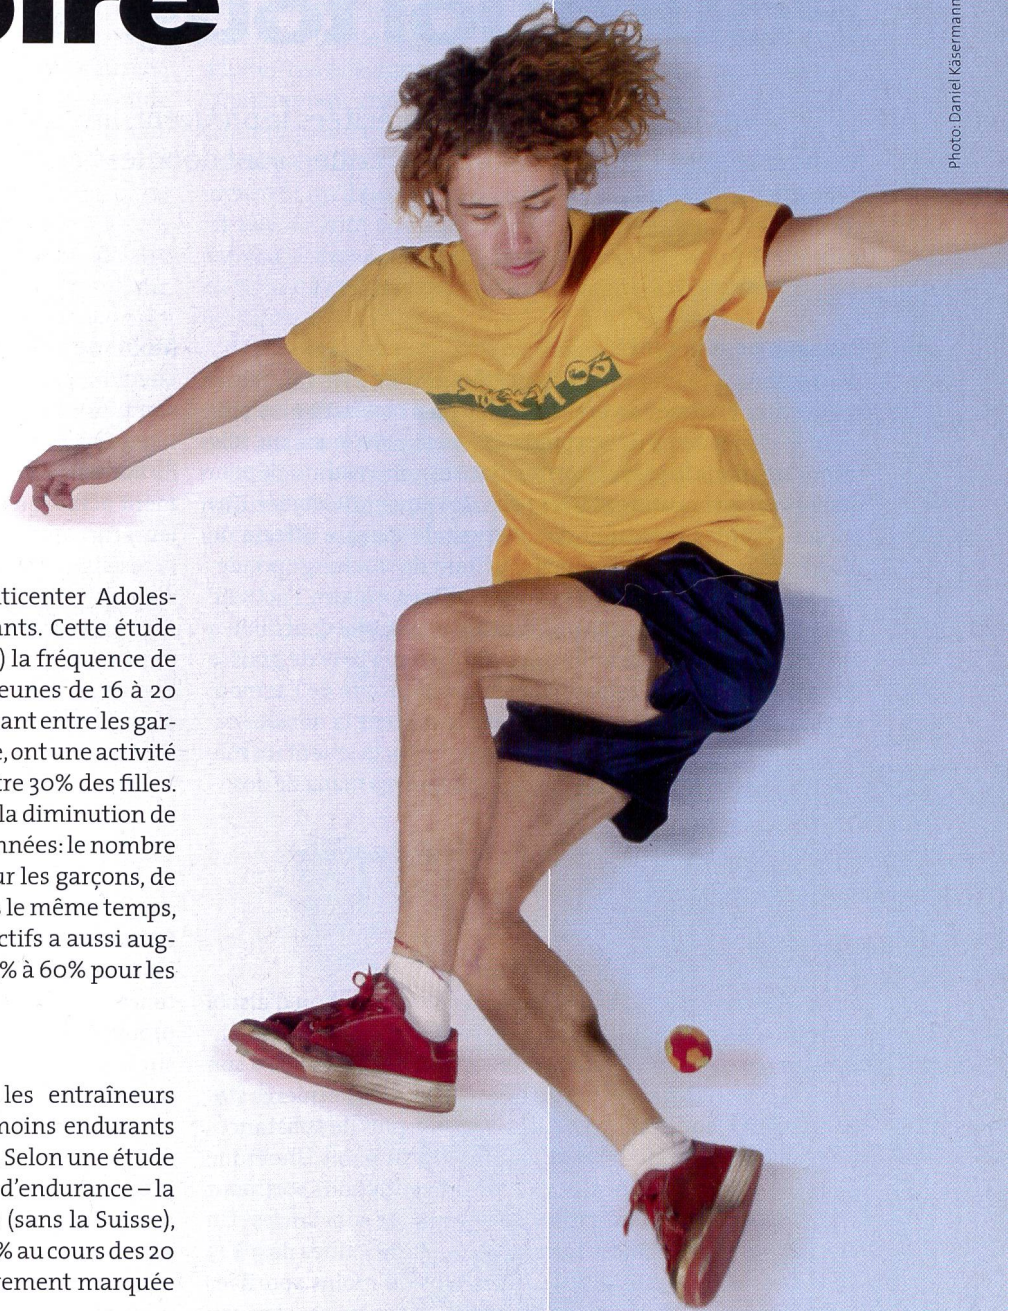 oire
Photo: Daniel Käsermann
ticenter Adoles-
ants. Cette étude
) la fréquence de
eunes de 16 à 20
ant entre les gar-
e, ont une activité
tre 30% des filles.
la diminution de
nnées: le nombre
ur les garçons, de
s le même temps,
ctifs a aussi aug-
% à 60% pour les
les entraîneurs
moins endurants
Selon une étude
d’endurance – la
(sans la Suisse),
% au cours des 20
rement marquée